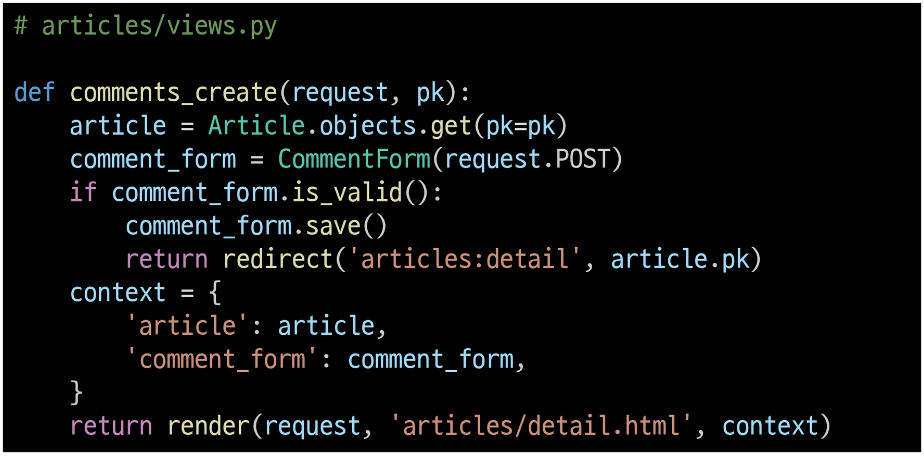 # articles/views.py

def comments_create(request, pk):
    article = Article.objects.get(pk=pk)
    comment_form = CommentForm(request.POST)
    if comment_form.is_valid():
        comment_form.save()
        return redirect('articles:detail', article.pk)
    context = {
        'article': article,
        'comment_form': comment_form,
    }
    return render(request, 'articles/detail.html', context)